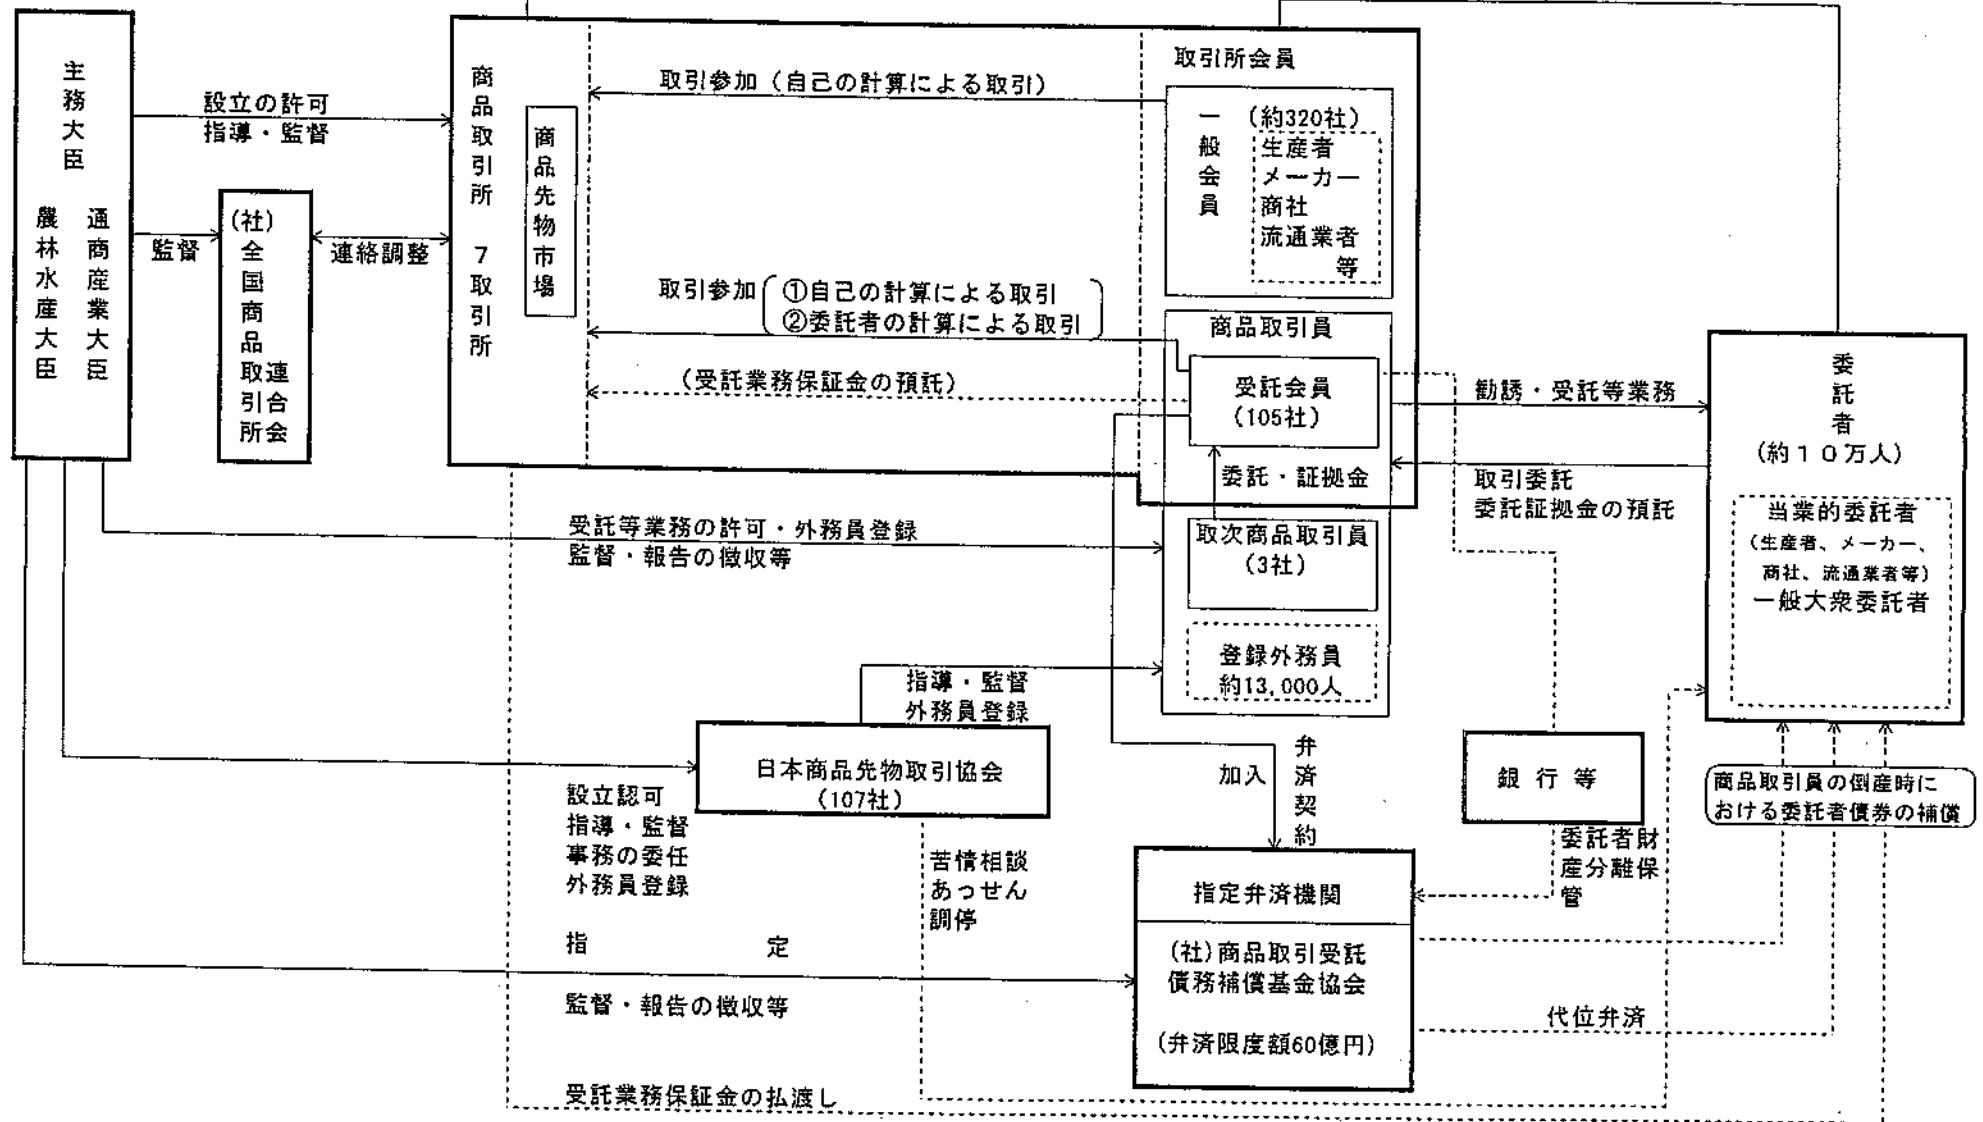 主務大臣
農林水産大臣
通商産業大臣
設立の許可
指導・監督
監督
(社)
全国商品取引所
連合会
連絡調整
商品取引所 7取引所
商品先物市場
取引参加（自己の計算による取引）
取引参加
①自己の計算による取引
②委託者の計算による取引
(受託業務保証金の預託)
取引所会員
一般会員
(約320社)
生産者
メーカー
商社
流通業者
等
商品取引員
受託会員
(105社)
委託・証拠金
取次商品取引員
(3社)
登録外務員
約13,000人
勧誘・受託等業務
取引委託
委託証拠金の預託
委託者
(約10万人)
当業的委託者
(生産者、メーカー、
商社、流通業者等)
一般大衆委託者
受託等業務の許可・外務員登録
監督・報告の徴収等
指導・監督
外務員登録
日本商品先物取引協会
(107社)
設立認可
指導・監督
事務の委任
外務員登録
苦情相談
あっせん
調停
加入
弁済契約
銀行等
委託者財
産分離保
管
商品取引員の倒産時に
おける委託者債券の補償
指定弁済機関
(社)商品取引受託
債務補償基金協会
(弁済限度額60億円)
指定
監督・報告の徴収等
代位弁済
受託業務保証金の払渡し